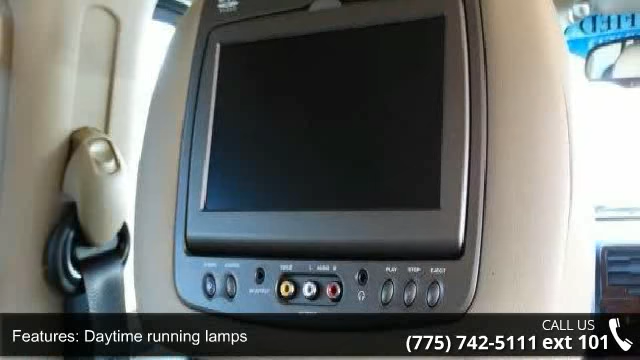 VIDEO L AUDIO R
PLAY STOP EJECT
Features: Daytime running lamps
CALL US
(775) 742-5111 ext 101